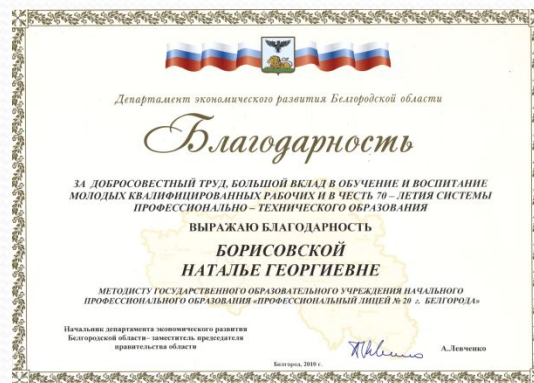 Департамент экономического развития Белгородской области
Благодарность
ЗА ДОБРОСОВЕСТНЫЙ ТРУД, БОЛЬШОЙ ВКЛАД В ОБУЧЕНИЕ И ВОСПИТАНИЕ
МОЛОДЫХ КВАЛИФИЦИРОВАННЫХ РАБОЧИХ И В ЧЕСТЬ 70 – ЛЕТИЯ СИСТЕМЫ
ПРОФЕССИОНАЛЬНО – ТЕХНИЧЕСКОГО ОБРАЗОВАНИЯ
ВЫРАЖАЮ БЛАГОДАРНОСТЬ
БОРИСОВСКОЙ
НАТАЛЬЕ ГЕОРГИЕВНЕ
МЕТОДИСТУ ГОСУДАРСТВЕННОГО ОБРАЗОВАТЕЛЬНОГО УЧРЕЖДЕНИЯ НАЧАЛЬНОГО
ПРОФЕССИОНАЛЬНОГО ОБРАЗОВАНИЯ «ПРОФЕССИОНАЛЬНЫЙ ЛИЦЕЙ № 20 г. БЕЛГОРОДА»
Начальник департамента экономического развития
Белгородской области– заместитель председателя
правительства области
А.Левченко
Белгород, 2010 г.